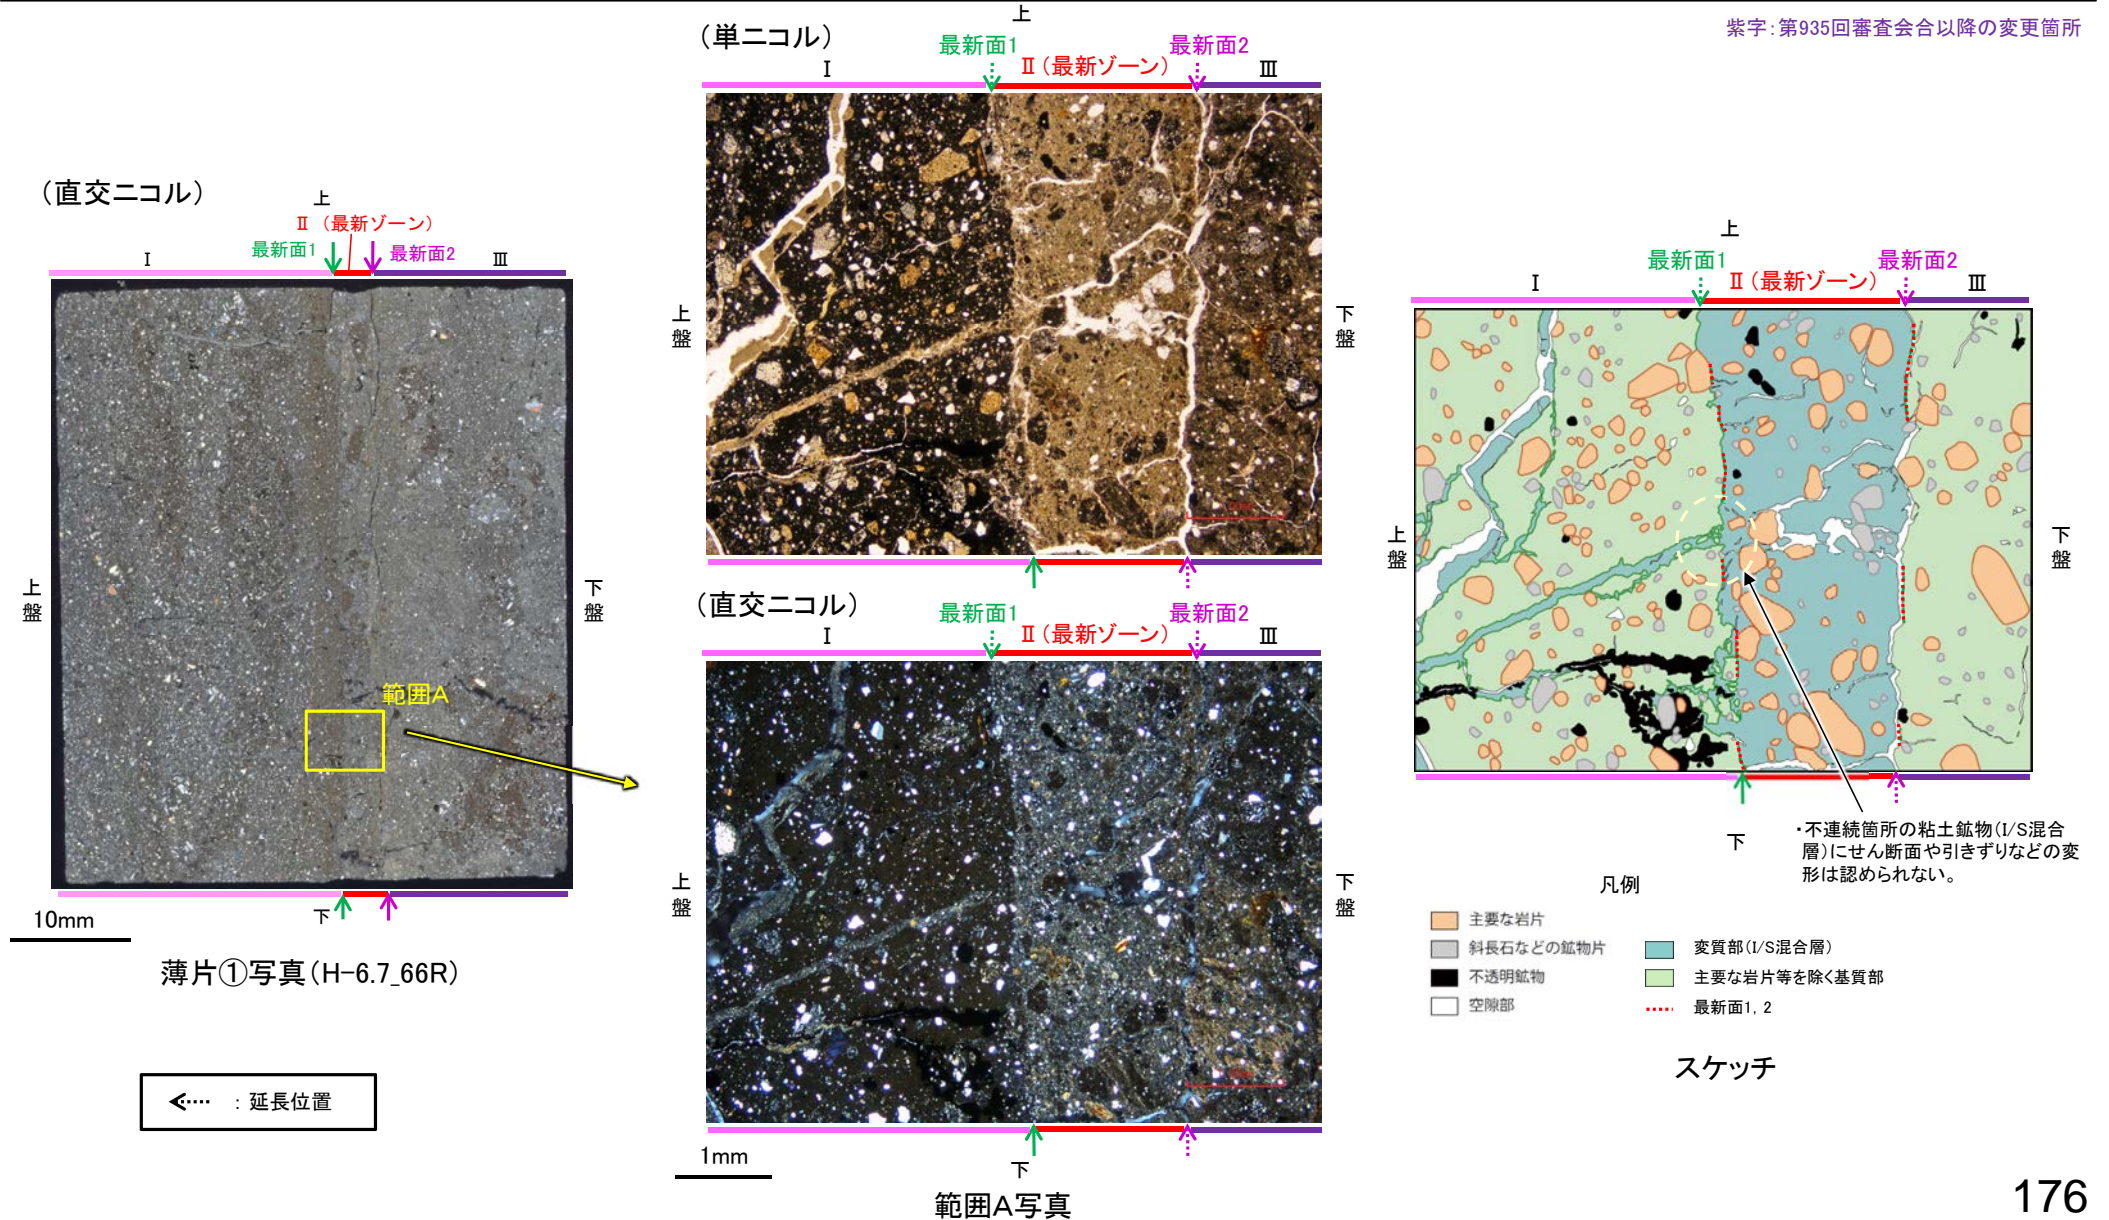 紫字：第935回審査会合以降の変更箇所
（直交ニコル）
上
Ⅱ （最新ゾーン）
最新面1
最新面2
Ⅰ
Ⅲ
上盤
下盤
範囲A
下
10mm
薄片①写真（H-6.7_66R）
：延長位置
（単ニコル）
上
最新面1
最新面2
Ⅰ
Ⅱ（最新ゾーン）
Ⅲ
上盤
下盤
（直交ニコル）
最新面1
最新面2
Ⅰ
Ⅱ（最新ゾーン）
Ⅲ
上盤
下盤
1mm
下
範囲A写真
上
最新面1
最新面2
Ⅰ
Ⅱ（最新ゾーン）
Ⅲ
上盤
下盤
下
・不連続箇所の粘土鉱物（I/S混合
層）にせん断面や引きずりなどの変
形は認められない。
凡例
主要な岩片
斜長石などの鉱物片
不透明鉱物
空隙部
変質部（I/S混合層）
主要な岩片等を除く基質部
最新面1，2
スケッチ
176